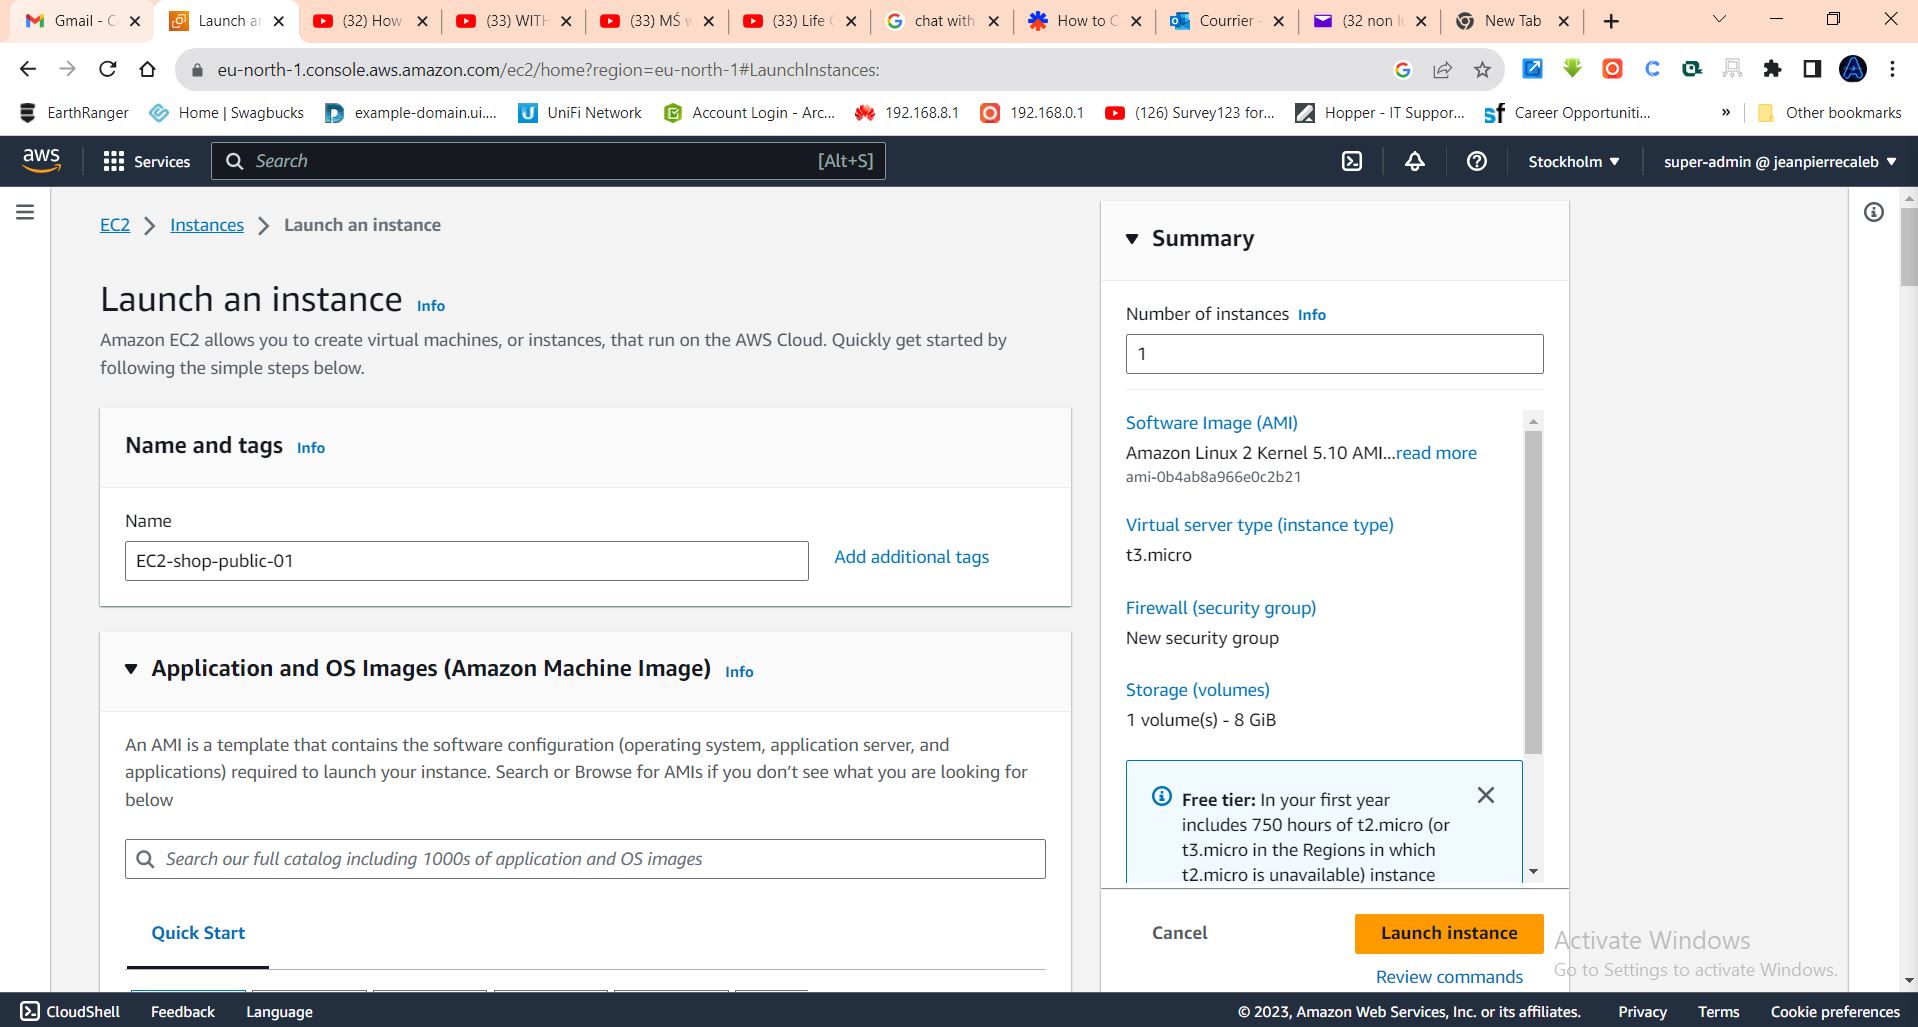 Gmail - C
Launch a
(32) How
(33) WITH
(33) MŚ w
(33) Life
chat with
How to C
Courrier -
(32 non l
New Tab
eu-north-1.console.aws.amazon.com/ec2/home?region=eu-north-1#LaunchInstances:
EarthRanger
Home | Swagbucks
example-domain.ui....
UniFi Network
Account Login - Arc...
192.168.8.1
192.168.0.1
(126) Survey123 for...
Hopper - IT Suppor...
Career Opportuniti...
»
Other bookmarks
aws
Services
Search
[Alt+S]
Stockholm
super-admin @ jeanpierrecaleb
EC2
Instances
Launch an instance
Launch an instance Info
Amazon EC2 allows you to create virtual machines, or instances, that run on the AWS Cloud. Quickly get started by
following the simple steps below.
Name and tags Info
Name
EC2-shop-public-01
Add additional tags
Application and OS Images (Amazon Machine Image) Info
An AMI is a template that contains the software configuration (operating system, application server, and
applications) required to launch your instance. Search or Browse for AMIs if you don’t see what you are looking for
below
Search our full catalog including 1000s of application and OS images
Quick Start
Summary
Number of instances Info
1
Software Image (AMI)
Amazon Linux 2 Kernel 5.10 AMI...read more
ami-0b4ab8a966e0c2b21
Virtual server type (instance type)
t3.micro
Firewall (security group)
New security group
Storage (volumes)
1 volume(s) - 8 GiB
Free tier: In your first year
includes 750 hours of t2.micro (or
t3.micro in the Regions in which
t2.micro is unavailable) instance
Cancel
Launch instance
Review commands
Activate Windows
Go to Settings to activate Windows.
CloudShell
Feedback
Language
© 2023, Amazon Web Services, Inc. or its affiliates.
Privacy
Terms
Cookie preferences